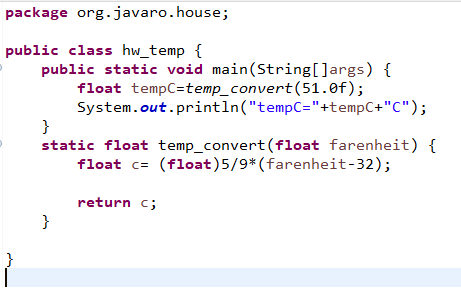 package org.javaro.house;
public class hw_temp {
public static void main(String[]args) {
float tempC=temp_convert(51.0f);
System.out.println("tempC="+tempC+"C");
}
static float temp_convert(float farenheit) {
float c= (float)5/9*(farenheit-32);
return c;
}
}